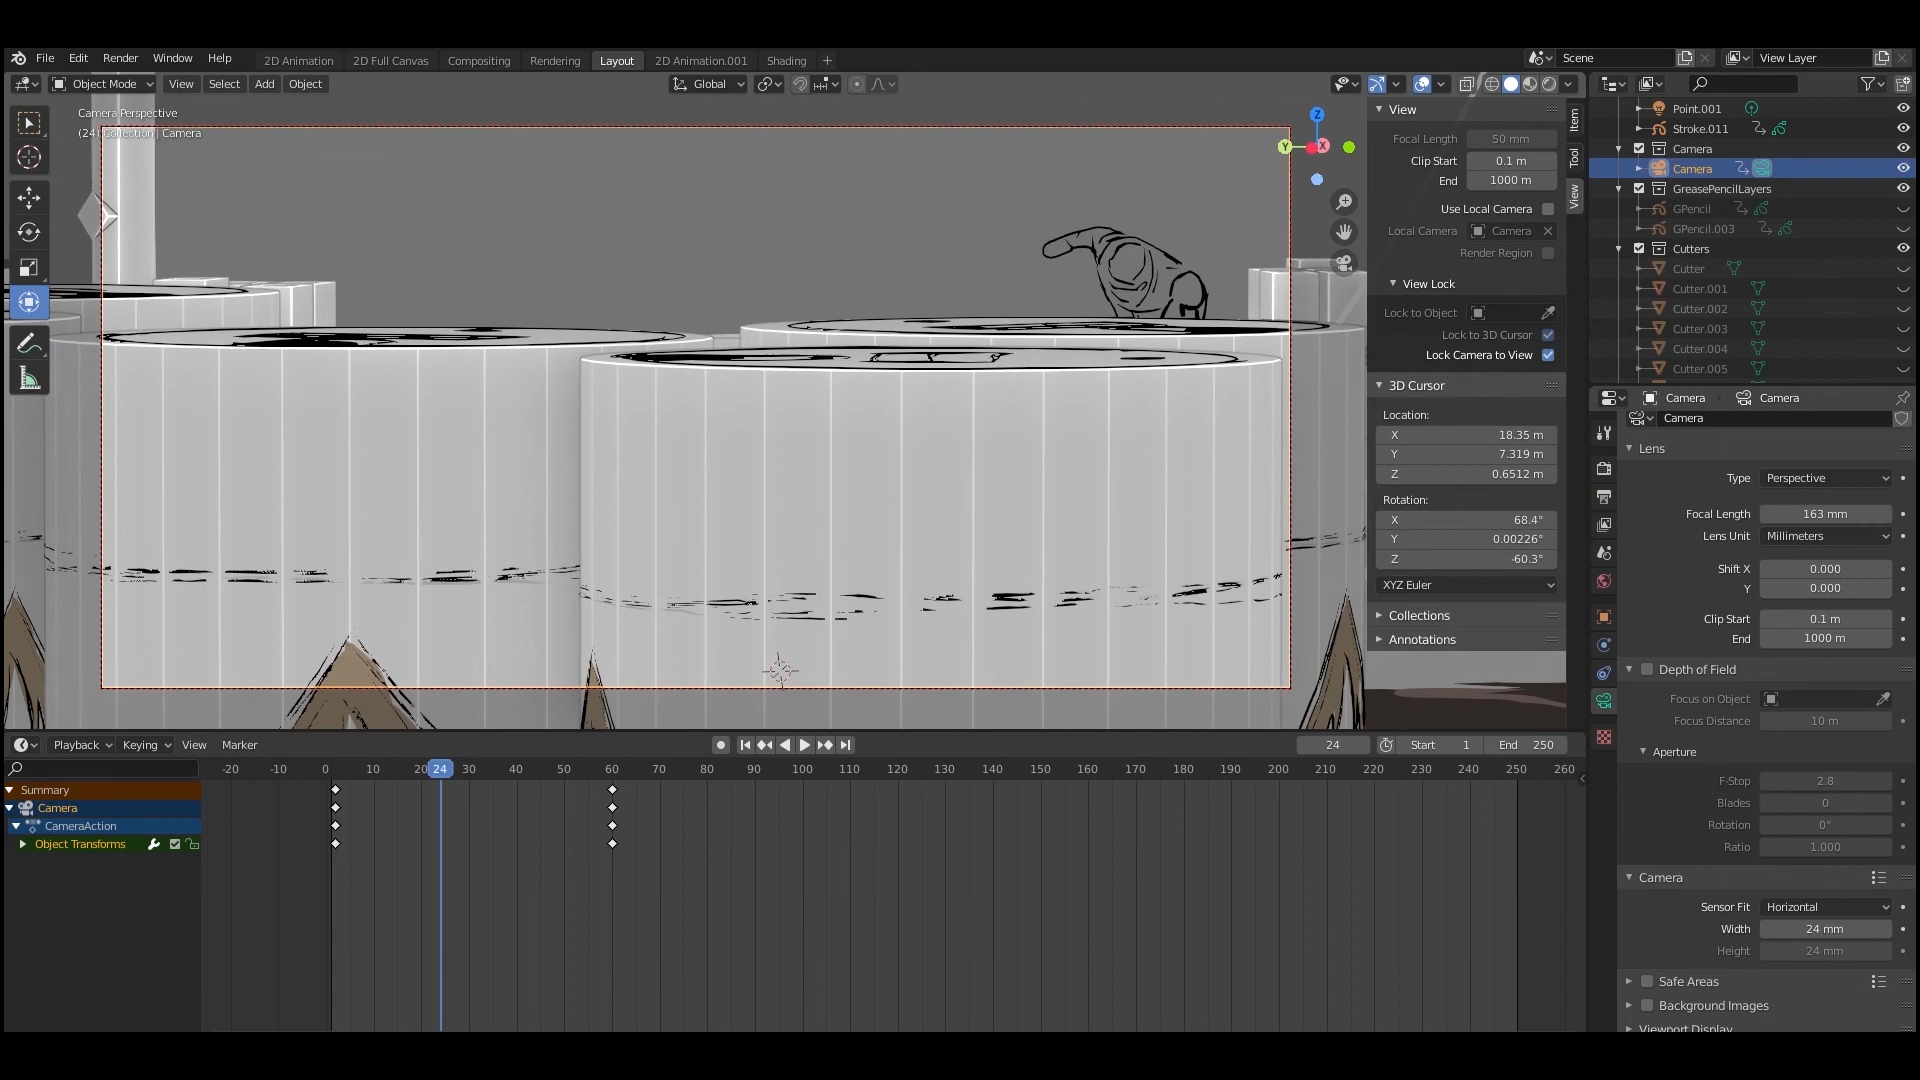 File Edit Render Window Help 2D Animation 2D Full Canvas Compositing Rendering Layout 2D Animation.001 Shading + Scene View Layer
Object Mode View Select Add Object Global
Camera Perspective
(24) Collection | Camera
Z
Y
X
View
Focal Length 50 mm
Clip Start 0.1 m
End 1000 m
Use Local Camera
Local Camera Camera
Render Region
View Lock
Lock to Object
Lock to 3D Cursor
Lock Camera to View
3D Cursor
Location:
X 18.35 m
Y 7.319 m
Z 0.6512 m
Rotation:
X 68.4°
Y 0.00226°
Z -60.3°
XYZ Euler
Collections
Annotations
Item
Tool
View
Point.001
Stroke.011
Camera
Camera
GreasePencilLayers
GPencil
GPencil.003
Cutters
Cutter
Cutter.001
Cutter.002
Cutter.003
Cutter.004
Cutter.005
Camera Camera
Camera
Lens
Type Perspective
Focal Length 163 mm
Lens Unit Millimeters
Shift X 0.000
Y 0.000
Clip Start 0.1 m
End 1000 m
Depth of Field
Focus on Object
Focus Distance 10 m
Aperture
F-Stop 2.8
Blades 0
Rotation 0°
Ratio 1.000
Camera
Sensor Fit Horizontal
Width 24 mm
Height 24 mm
Safe Areas
Background Images
Viewport Display
Playback Keying View Marker 24 Start 1 End 250
-20 -10 0 10 20 24 30 40 50 60 70 80 90 100 110 120 130 140 150 160 170 180 190 200 210 220 230 240 250 260
Summary
Camera
CameraAction
Object Transforms